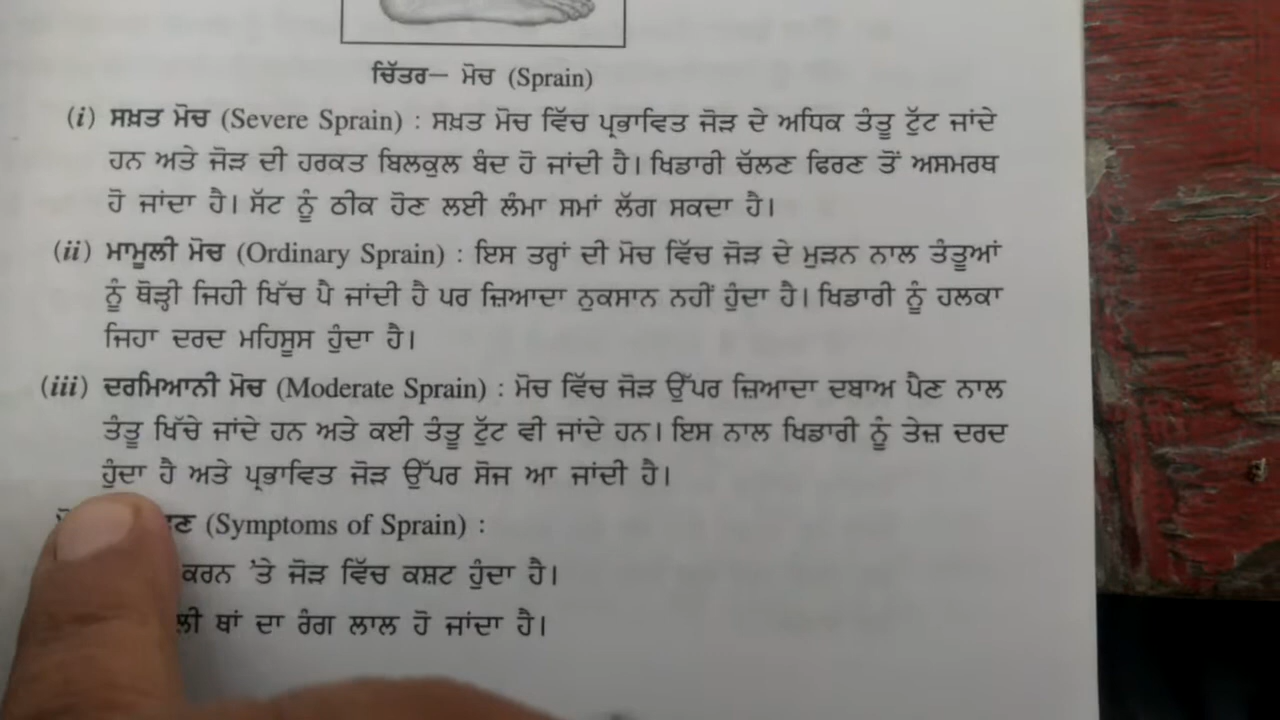 ਚਿੱਤਰ— ਮੋਚ (Sprain)
(i) ਸਖ਼ਤ ਮੋਚ (Severe Sprain) : ਸਖ਼ਤ ਮੋਚ ਵਿੱਚ ਪ੍ਰਭਾਵਿਤ ਜੋੜ ਦੇ ਅਧਿਕ ਤੰਤੂ ਟੁੱਟ ਜਾਂਦੇ
ਹਨ ਅਤੇ ਜੋੜ ਦੀ ਹਰਕਤ ਬਿਲਕੁਲ ਬੰਦ ਹੋ ਜਾਂਦੀ ਹੈ। ਖਿਡਾਰੀ ਚੱਲਣ ਫਿਰਣ ਤੋਂ ਅਸਮਰਥ
ਹੋ ਜਾਂਦਾ ਹੈ। ਸੱਟ ਨੂੰ ਠੀਕ ਹੋਣ ਲਈ ਲੰਮਾ ਸਮਾਂ ਲੱਗ ਸਕਦਾ ਹੈ।
(ii) ਮਾਮੂਲੀ ਮੋਚ (Ordinary Sprain) : ਇਸ ਤਰ੍ਹਾਂ ਦੀ ਮੋਚ ਵਿੱਚ ਜੋੜ ਦੇ ਮੁੜਨ ਨਾਲ ਤੰਤੂਆਂ
ਨੂੰ ਥੋੜ੍ਹੀ ਜਿਹੀ ਖਿੱਚ ਪੈ ਜਾਂਦੀ ਹੈ ਪਰ ਜ਼ਿਆਦਾ ਨੁਕਸਾਨ ਨਹੀਂ ਹੁੰਦਾ ਹੈ। ਖਿਡਾਰੀ ਨੂੰ ਹਲਕਾ
ਜਿਹਾ ਦਰਦ ਮਹਿਸੂਸ ਹੁੰਦਾ ਹੈ।
(iii) ਦਰਮਿਆਨੀ ਮੋਚ (Moderate Sprain) : ਮੋਚ ਵਿੱਚ ਜੋੜ ਉੱਪਰ ਜ਼ਿਆਦਾ ਦਬਾਅ ਪੈਣ ਨਾਲ
ਤੰਤੂ ਖਿੱਚੇ ਜਾਂਦੇ ਹਨ ਅਤੇ ਕਈ ਤੰਤੂ ਟੁੱਟ ਵੀ ਜਾਂਦੇ ਹਨ। ਇਸ ਨਾਲ ਖਿਡਾਰੀ ਨੂੰ ਤੇਜ਼ ਦਰਦ
ਹੁੰਦਾ ਹੈ ਅਤੇ ਪ੍ਰਭਾਵਿਤ ਜੋੜ ਉੱਪਰ ਸੋਜ ਆ ਜਾਂਦੀ ਹੈ।
(Symptoms of Sprain) :
ਕਰਨ 'ਤੇ ਜੋੜ ਵਿੱਚ ਕਸ਼ਟ ਹੁੰਦਾ ਹੈ।
ਥਾਂ ਦਾ ਰੰਗ ਲਾਲ ਹੋ ਜਾਂਦਾ ਹੈ।